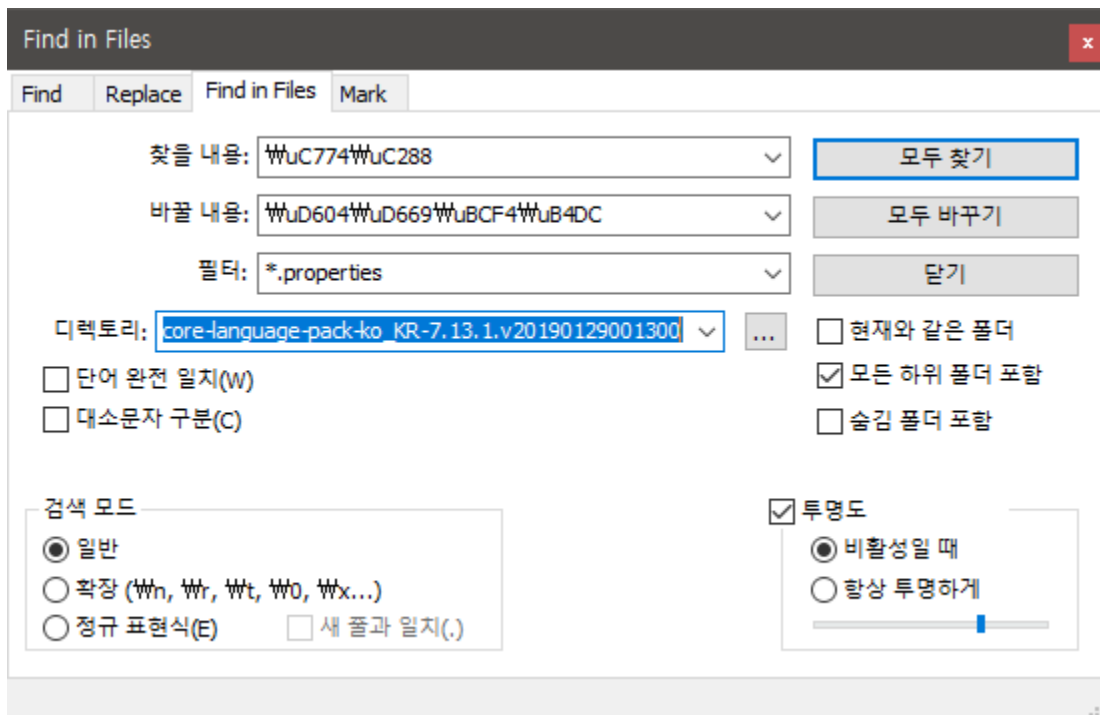 Find in Files
x
Find Replace Find in Files Mark
찾을 내용: ₩uC774₩uC288 모두 찾기
바꿀 내용: ₩uD604₩uD669₩uBCF4₩uB4DC 모두 바꾸기
필터: *.properties 닫기
디렉토리: core-language-pack-ko_KR-7.13.1.v20190129001300 ... 현재와 같은 폴더
단어 완전 일치(W) 모든 하위 폴더 포함
대소문자 구분(C) 숨김 폴더 포함
검색 모드 투명도
일반 비활성일 때
확장 (₩n, ₩r, ₩t, ₩0, ₩x...) 항상 투명하게
정규 표현식(E) 새 줄과 일치(.)